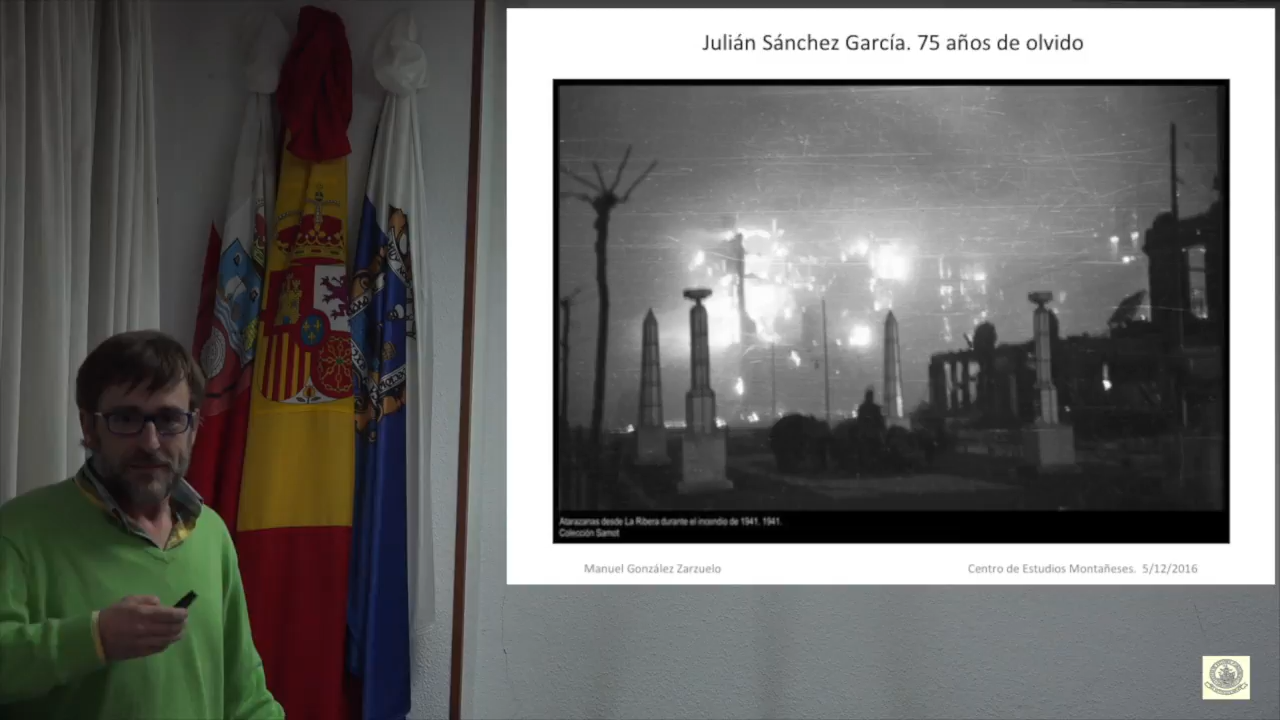 Julián Sánchez García. 75 años de olvido
Atarazanas desde La Ribera durante el incendio de 1941. 1941.
Colección Samot
Manuel González Zarzuelo
Centro de Estudios Montañeses. 5/12/2016